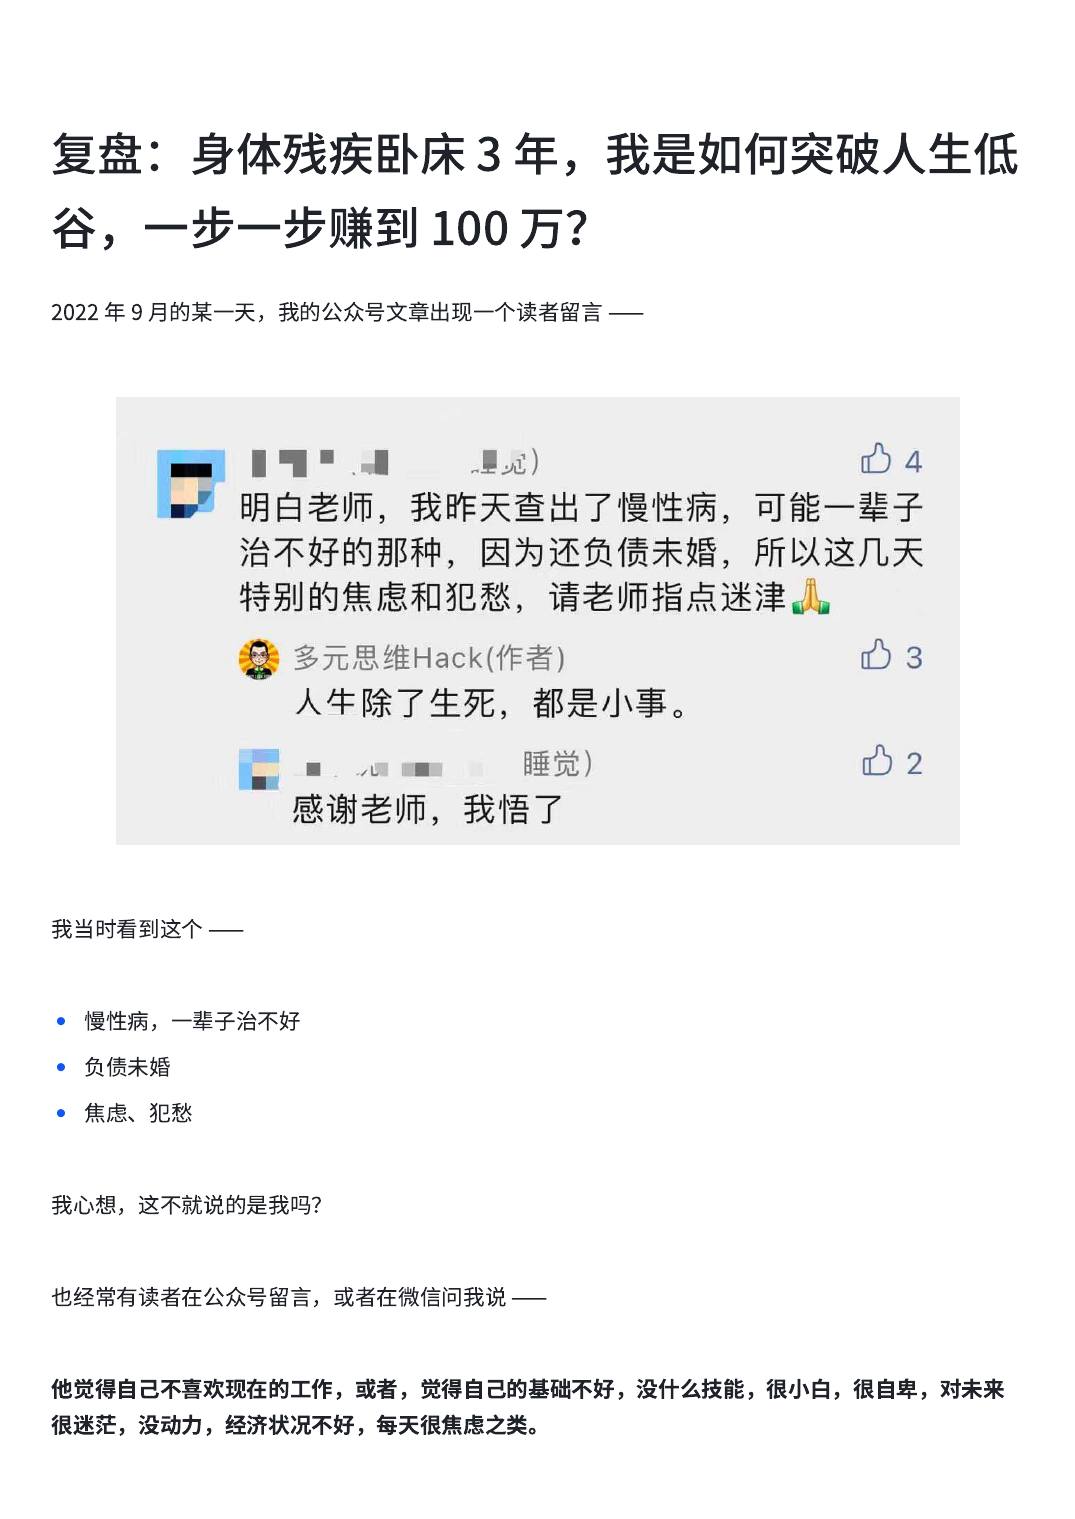 复盘：身体残疾卧床 3 年，我是如何突破人生低
谷，一步一步赚到 100 万？
2022 年 9 月的某一天，我的公众号文章出现一个读者留言 ——
觉）
4
明白老师，我昨天查出了慢性病，可能一辈子
治不好的那种，因为还负债未婚，所以这几天
特别的焦虑和犯愁，请老师指点迷津🙏
多元思维Hack(作者)
3
人生除了生死，都是小事。
睡觉）
2
感谢老师，我悟了
我当时看到这个 ——
• 慢性病，一辈子治不好
• 负债未婚
• 焦虑、犯愁
我心想，这不就说的是我吗？
也经常有读者在公众号留言，或者在微信问我说 ——
他觉得自己不喜欢现在的工作，或者，觉得自己的基础不好，没什么技能，很小白，很自卑，对未来
很迷茫，没动力，经济状况不好，每天很焦虑之类。